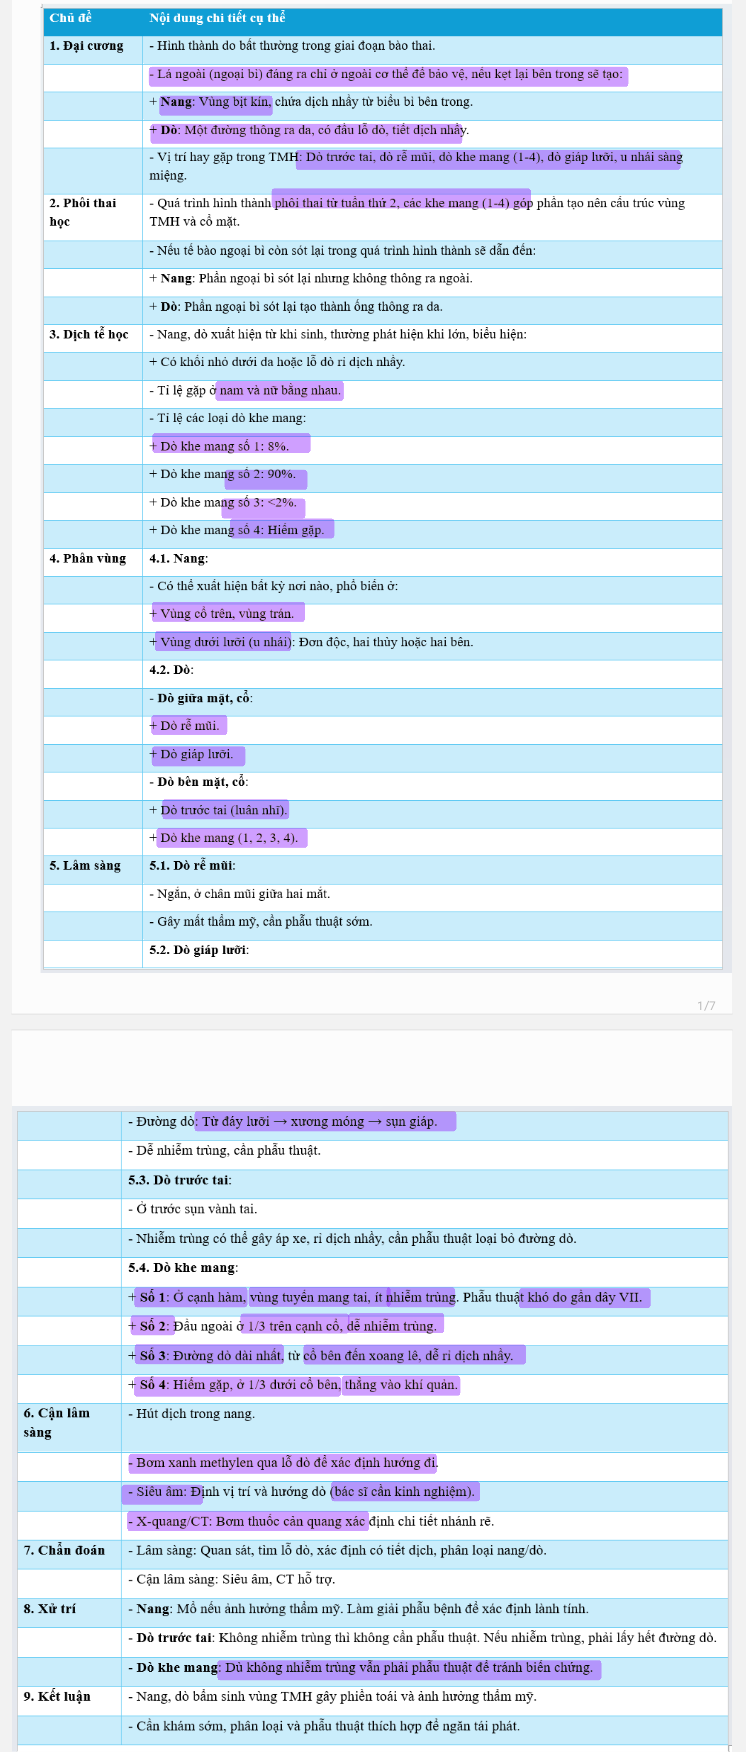 Chủ đề Nội dung chi tiết cụ thể
1. Đại cương - Hình thành do bất thường trong giai đoạn bào thai.
- Lá ngoài (ngoại bì) đáng ra chỉ ở ngoài cơ thể để bảo vệ, nếu kẹt lại bên trong sẽ tạo:
+ Nang: Vùng bịt kín, chứa dịch nhầy từ biểu bì bên trong.
+ Dò: Một đường thông ra da, có đầu lỗ dò, tiết dịch nhầy.
- Vị trí hay gặp trong TMH: Dò trước tai, dò rễ mũi, dò khe mang (1-4), dò giáp lưỡi, u nhái sàng
miệng.
2. Phôi thai - Quá trình hình thành phôi thai từ tuần thứ 2, các khe mang (1-4) góp phần tạo nên cấu trúc vùng
học TMH và cổ mặt.
- Nếu tế bào ngoại bì còn sót lại trong quá trình hình thành sẽ dẫn đến:
+ Nang: Phần ngoại bì sót lại nhưng không thông ra ngoài.
+ Dò: Phần ngoại bì sót lại tạo thành ống thông ra da.
3. Dịch tễ học - Nang, dò xuất hiện từ khi sinh, thường phát hiện khi lớn, biểu hiện:
+ Có khối nhỏ dưới da hoặc lỗ dò rỉ dịch nhầy.
- Tỉ lệ gặp ở nam và nữ bằng nhau.
- Tỉ lệ các loại dò khe mang:
+ Dò khe mang số 1: 8%.
+ Dò khe mang số 2: 90%.
+ Dò khe mang số 3: <2%.
+ Dò khe mang số 4: Hiếm gặp.
4. Phân vùng 4.1. Nang:
- Có thể xuất hiện bất kỳ nơi nào, phổ biến ở:
+ Vùng cổ trên, vùng trán.
+ Vùng dưới lưỡi (u nhái): Đơn độc, hai thùy hoặc hai bên.
4.2. Dò:
- Dò giữa mặt, cổ:
+ Dò rễ mũi.
+ Dò giáp lưỡi.
- Dò bên mặt, cổ:
+ Dò trước tai (luân nhĩ).
+ Dò khe mang (1, 2, 3, 4).
5. Lâm sàng 5.1. Dò rễ mũi:
- Ngắn, ở chân mũi giữa hai mắt.
- Gây mất thẩm mỹ, cần phẫu thuật sớm.
5.2. Dò giáp lưỡi:
1/7
- Đường dò: Từ đáy lưỡi → xương móng → sụn giáp.
- Dễ nhiễm trùng, cần phẫu thuật.
5.3. Dò trước tai:
- Ở trước sụn vành tai.
- Nhiễm trùng có thể gây áp xe, rỉ dịch nhầy, cần phẫu thuật loại bỏ đường dò.
5.4. Dò khe mang:
+ Số 1: Ở cạnh hàm, vùng tuyến mang tai, ít nhiễm trùng. Phẫu thuật khó do gần dây VII.
+ Số 2: Đầu ngoài ở 1/3 trên cạnh cổ, dễ nhiễm trùng.
+ Số 3: Đường dò dài nhất, từ cổ bên đến xoang lê, dễ rỉ dịch nhầy.
+ Số 4: Hiếm gặp, ở 1/3 dưới cổ bên, thẳng vào khí quản.
6. Cận lâm - Hút dịch trong nang.
sàng
- Bơm xanh methylen qua lỗ dò để xác định hướng đi.
- Siêu âm: Định vị trí và hướng dò (bác sĩ cần kinh nghiệm).
- X-quang/CT: Bơm thuốc cản quang xác định chi tiết nhánh rẽ.
7. Chẩn đoán - Lâm sàng: Quan sát, tìm lỗ dò, xác định có tiết dịch, phân loại nang/dò.
- Cận lâm sàng: Siêu âm, CT hỗ trợ.
8. Xử trí - Nang: Mổ nếu ảnh hưởng thẩm mỹ. Làm giải phẫu bệnh để xác định lành tính.
- Dò trước tai: Không nhiễm trùng thì không cần phẫu thuật. Nếu nhiễm trùng, phải lấy hết đường dò.
- Dò khe mang: Dù không nhiễm trùng vẫn phải phẫu thuật để tránh biến chứng.
9. Kết luận - Nang, dò bẩm sinh vùng TMH gây phiền toái và ảnh hưởng thẩm mỹ.
- Cần khám sớm, phân loại và phẫu thuật thích hợp để ngăn tái phát.